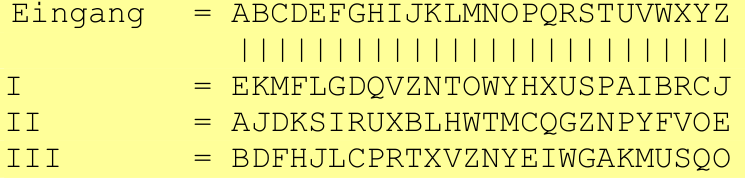 Eingang = ABCDEFGHIJKLMNOPQRSTUVWXYZ
||||||||||||||||||||||||||
I = EKMFLGDQVZNTOWYHXUSPAIBRCJ
II = AJDKSIRUXBLHWTMCQGZNPYFVOE
III = BDFHJLCPRTXVZNYEIWGAKMUSQO